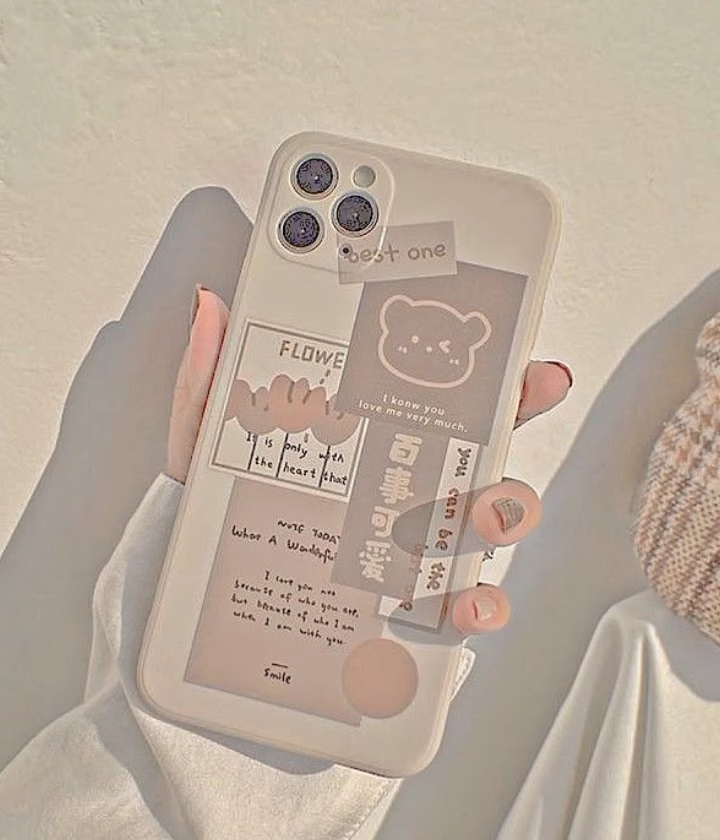 best one
I konw you
love me very much.
FLOWE
It is only with
the heart that
百事可爱
you can be the
NOTE TODAY
What A Wonderful
I love you not
because of who you are,
but because of who I am
when I am with you.
Smile